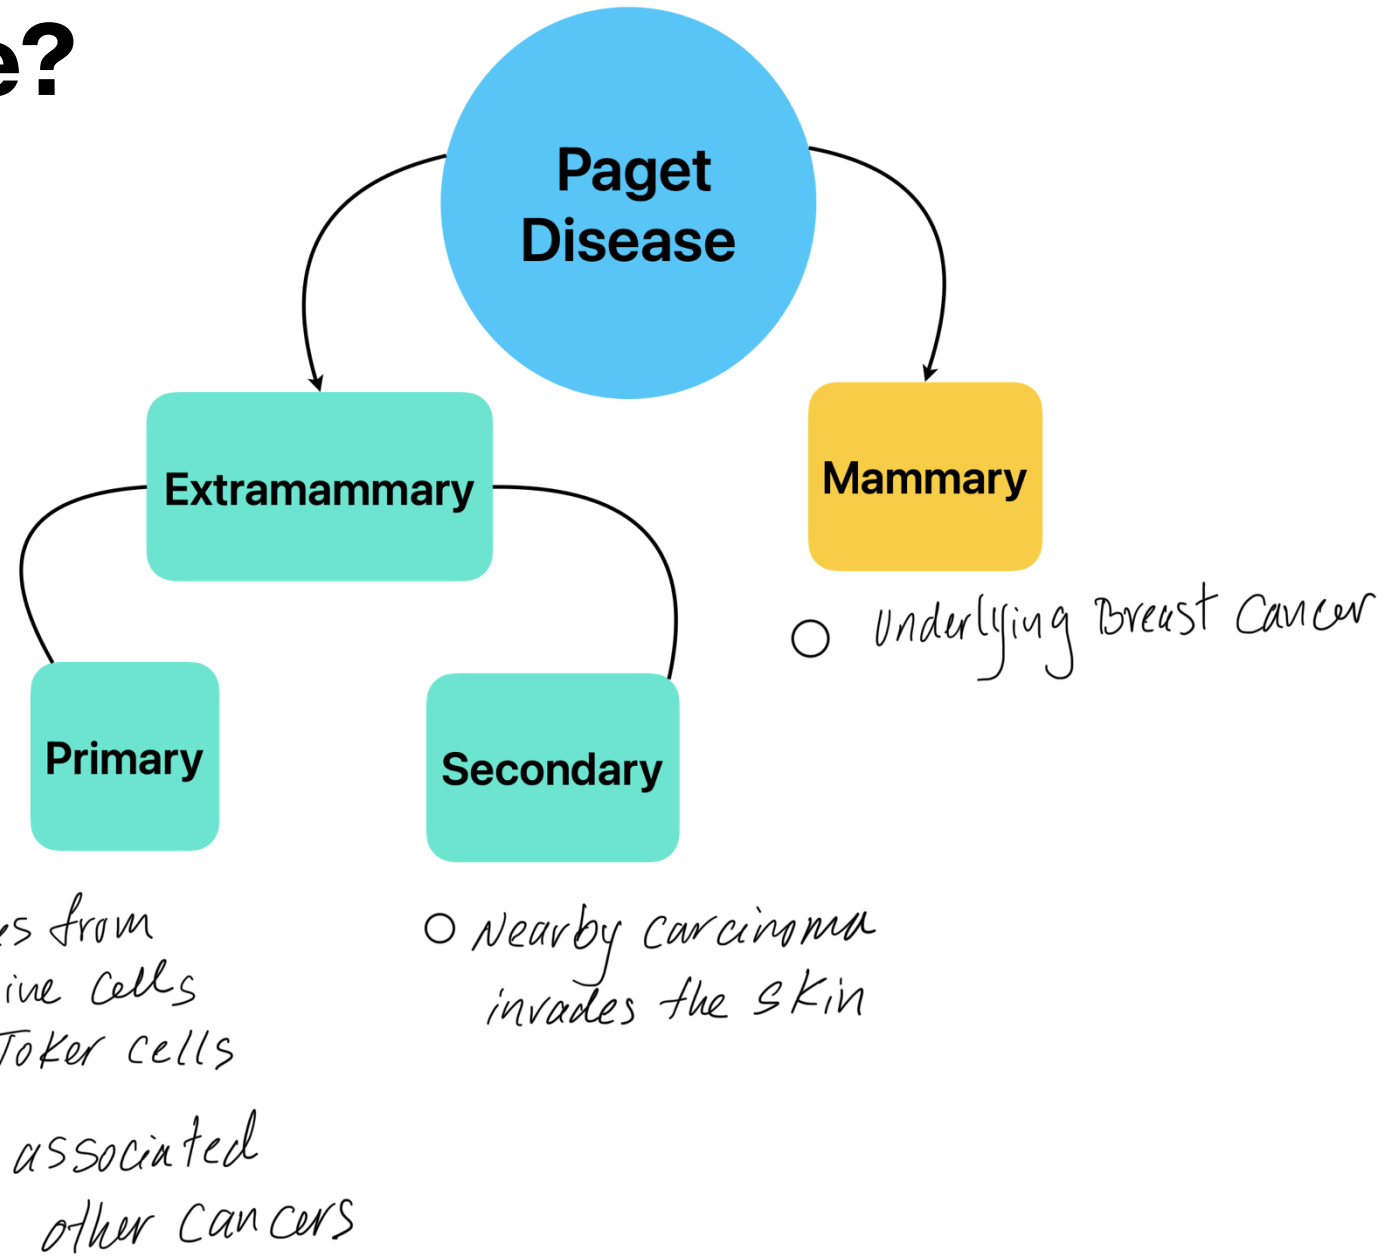 e?
Paget
Disease
Extramammary
Mammary
Underlying Breast Cancer
Primary
Secondary
es from
ine cells
Toker cells
associated
other cancers
Nearby carcinoma
invades the skin